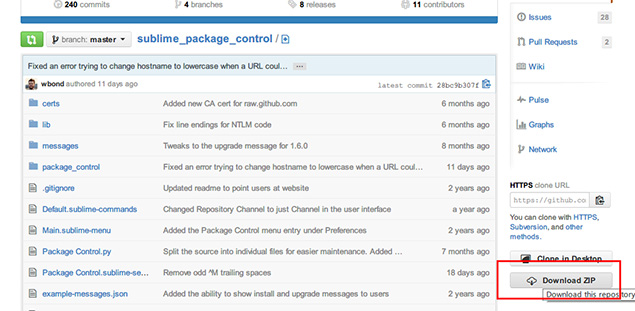 240 commits 4 branches 8 releases 11 contributors
branch: master sublime_package_control /
Fixed an error trying to change hostname to lowercase when a URL coul… ...
wbond authored 11 days ago latest commit 28bc9b307f
certs Added new CA cert for raw.github.com 6 months ago
lib Fix line endings for NTLM code 6 months ago
messages Tweaks to the upgrade message for 1.6.0 8 months ago
package_control Fixed an error trying to change hostname to lowercase when a URL coul… 11 days ago
.gitignore Updated readme to point users at website 2 years ago
Default.sublime-commands Changed Repository Channel to just Channel in the user interface a year ago
Main.sublime-menu Added the Package Control menu entry under Preferences 2 years ago
Package Control.py Split the source into individual files for easier maintenance. Added … 7 months ago
Package Control.sublime-se... Remove odd ^M trailing spaces 18 days ago
example-messages.json Added the ability to show install and upgrade messages to users 2 years ago
Issues 28
Pull Requests 2
Wiki
Pulse
Graphs
Network
HTTPS clone URL
https://github.co
You can clone with HTTPS,
Subversion, and other
methods.
Clone in Desktop
Download ZIP
Download this repository